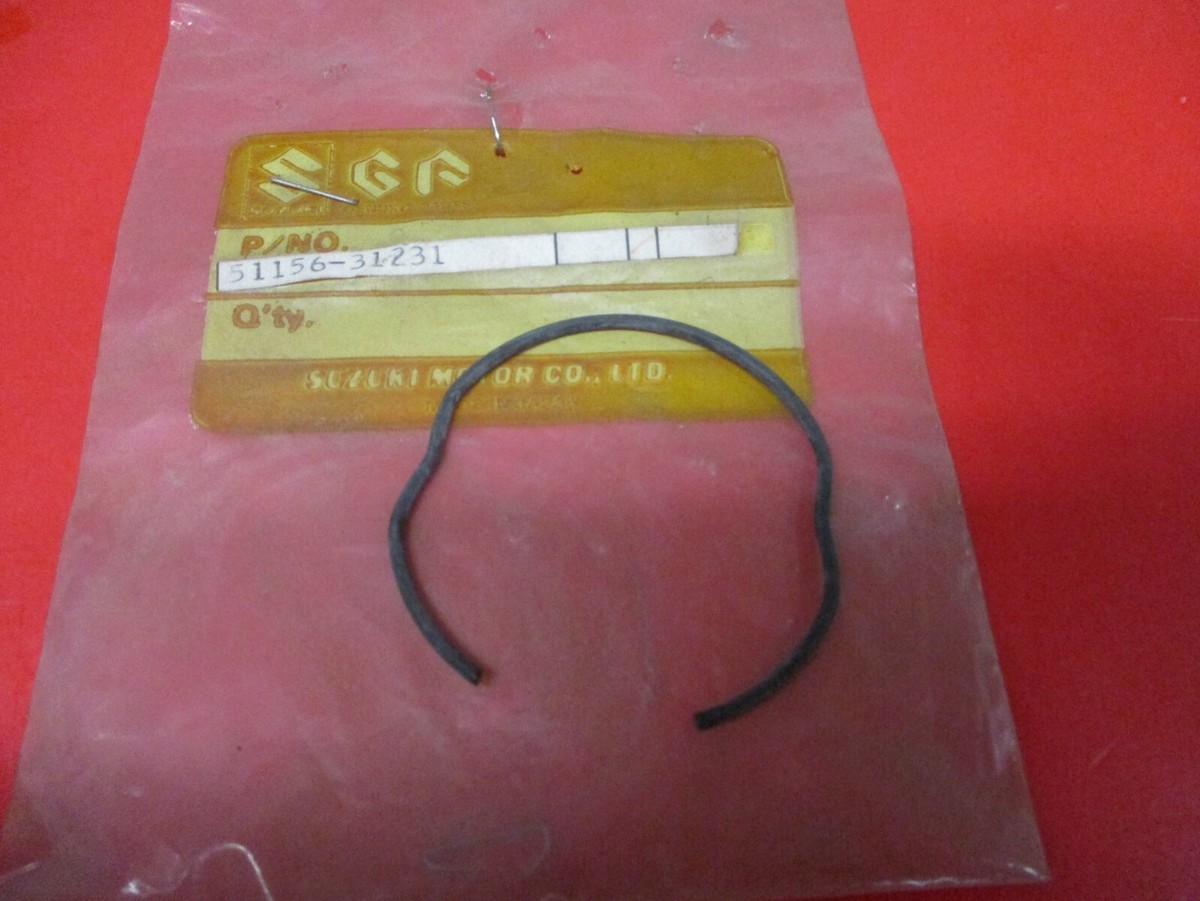 SGP
P/NO.
51156-31231
Q'ty.
SUZUKI MOTOR CO., LTD.